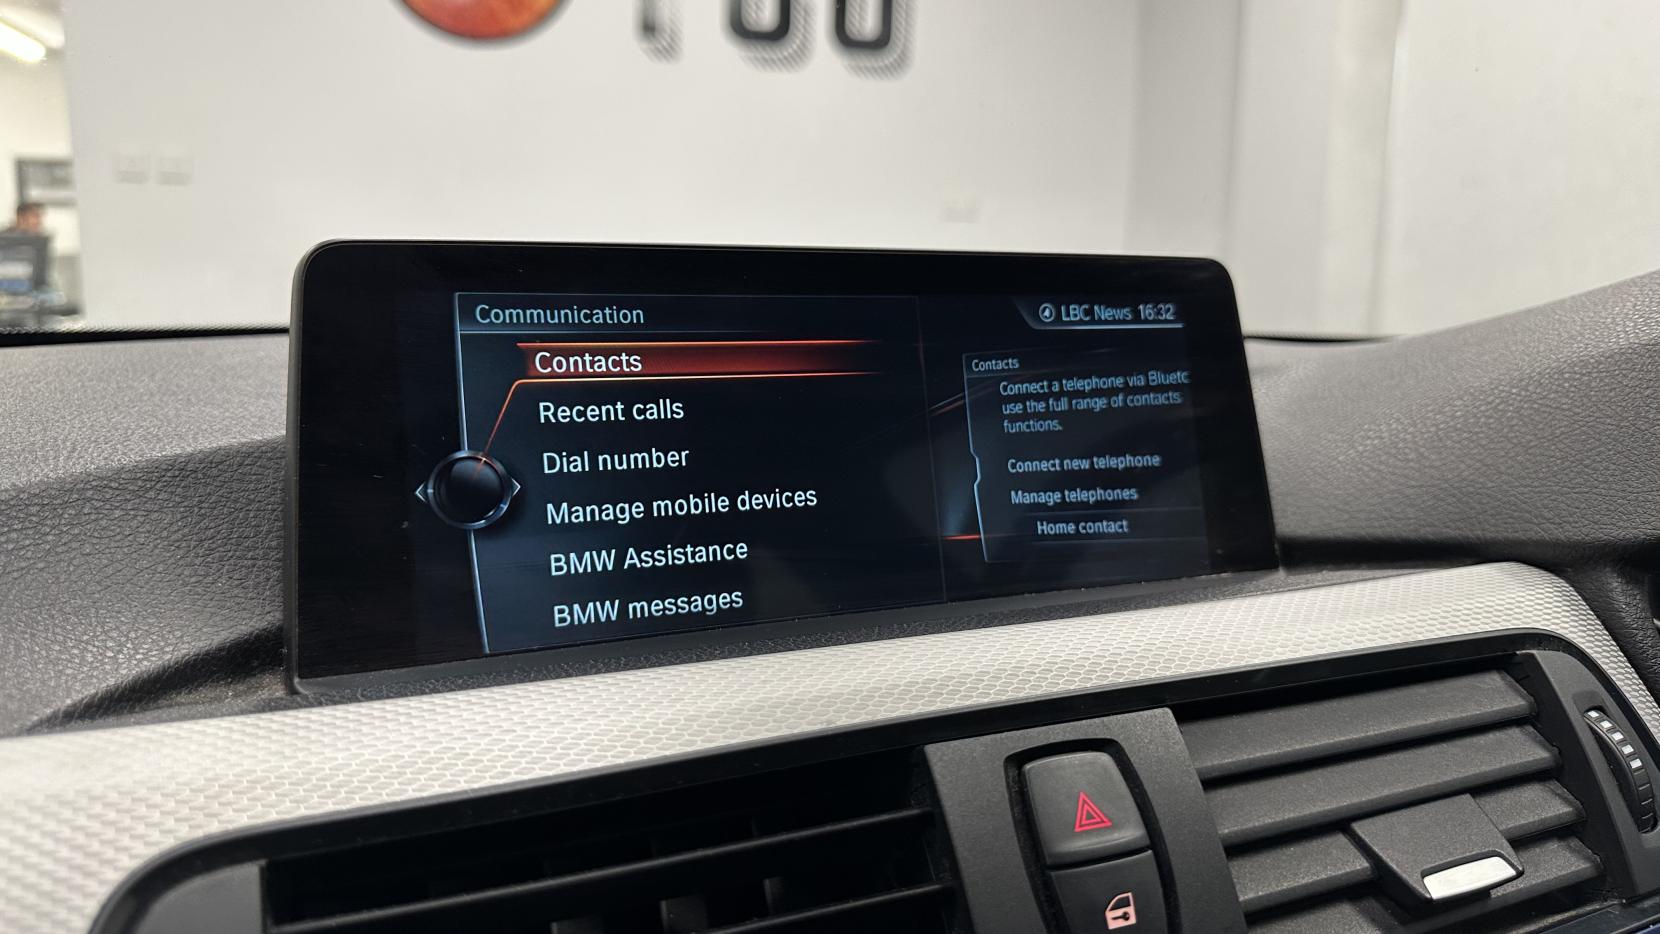 Communication
LBC News 16:32
Contacts
Recent calls
Dial number
Manage mobile devices
BMW Assistance
BMW messages
Contacts
Connect a telephone via Bluetc
use the full range of contacts
functions.
Connect new telephone
Manage telephones
Home contact